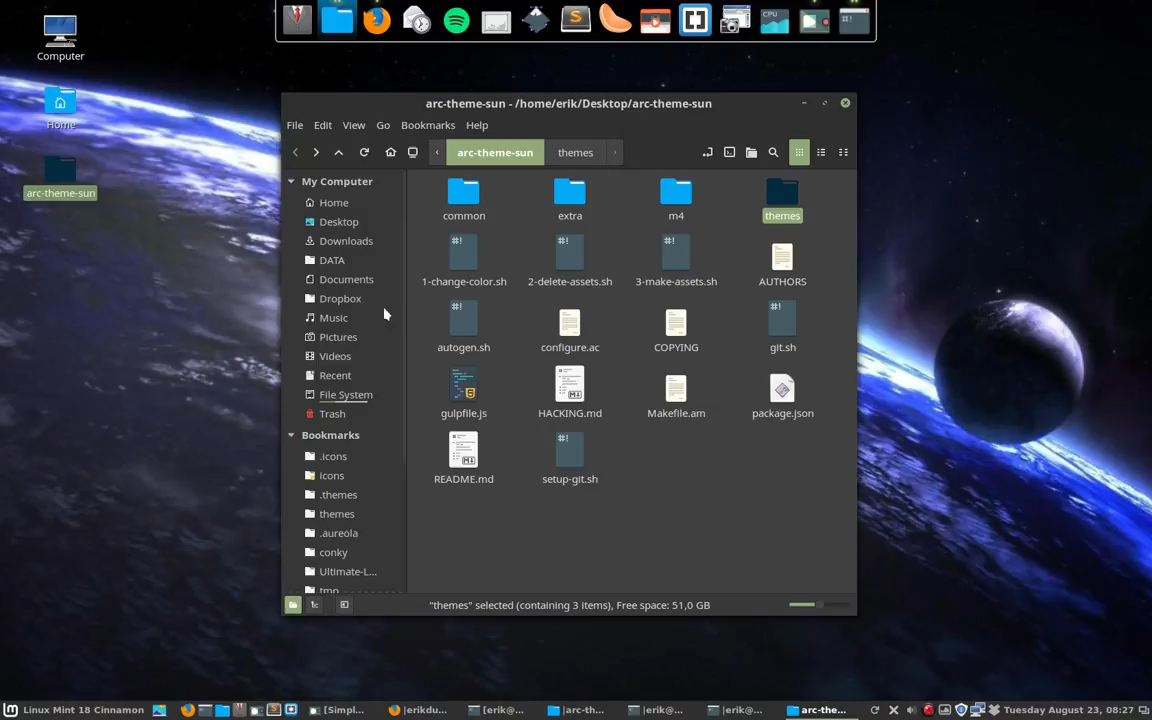 CPU
#!
Computer
Home
arc-theme-sun
arc-theme-sun - /home/erik/Desktop/arc-theme-sun
File Edit View Go Bookmarks Help
arc-theme-sun themes
My Computer
Home
Desktop
Downloads
DATA
Documents
Dropbox
Music
Pictures
Videos
Recent
File System
Trash
Bookmarks
.icons
icons
.themes
themes
.aureola
conky
Ultimate-L...
tmp
common extra m4 themes
#! #! #!
1-change-color.sh 2-delete-assets.sh 3-make-assets.sh AUTHORS
#! #!
autogen.sh configure.ac COPYING git.sh
gulpfile.js HACKING.md Makefile.am package.json
#!
README.md setup-git.sh
"themes" selected (containing 3 items), Free space: 51,0 GB
Linux Mint 18 Cinnamon [Simpl... |erikdu... [erik@... |arc-th... |erik@... |erik@... arc-the... Tuesday August 23, 08:27